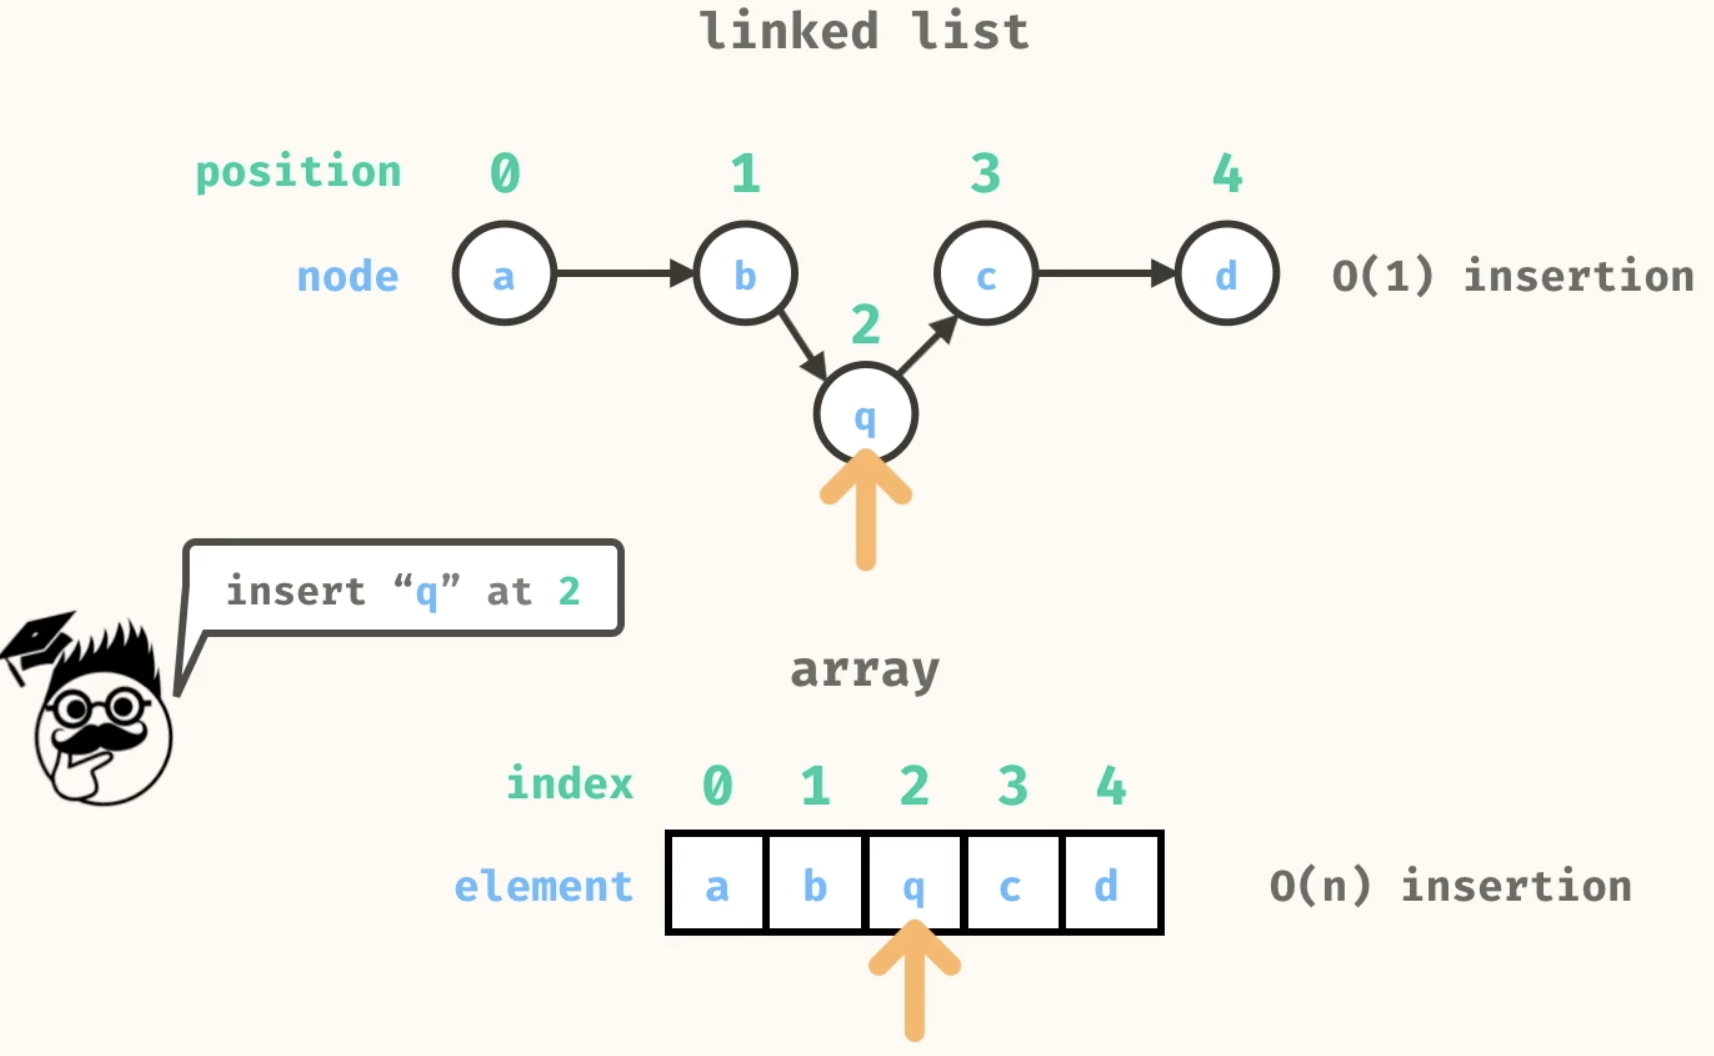 linked list
position 0 1 3 4
node a b c d O(1) insertion
2
q
insert “q” at 2
array
index 0 1 2 3 4
element a b q c d O(n) insertion